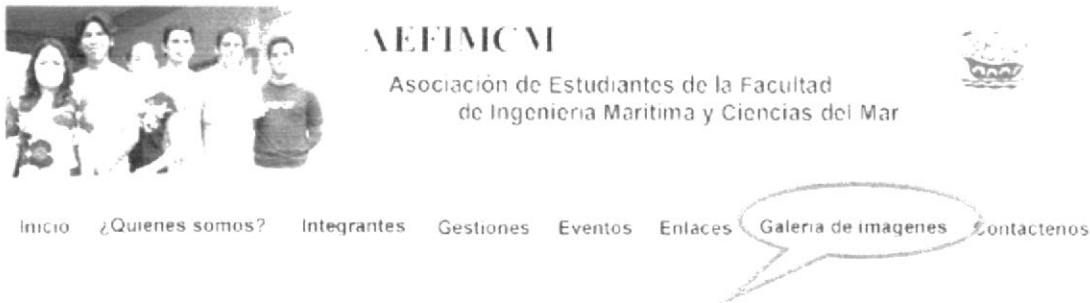 AEFIMCM
Asociación de Estudiantes de la Facultad
de Ingenieria Maritima y Ciencias del Mar
Inicio ¿Quienes somos? Integrantes Gestiones Eventos Enlaces Galeria de imagenes Contactenos